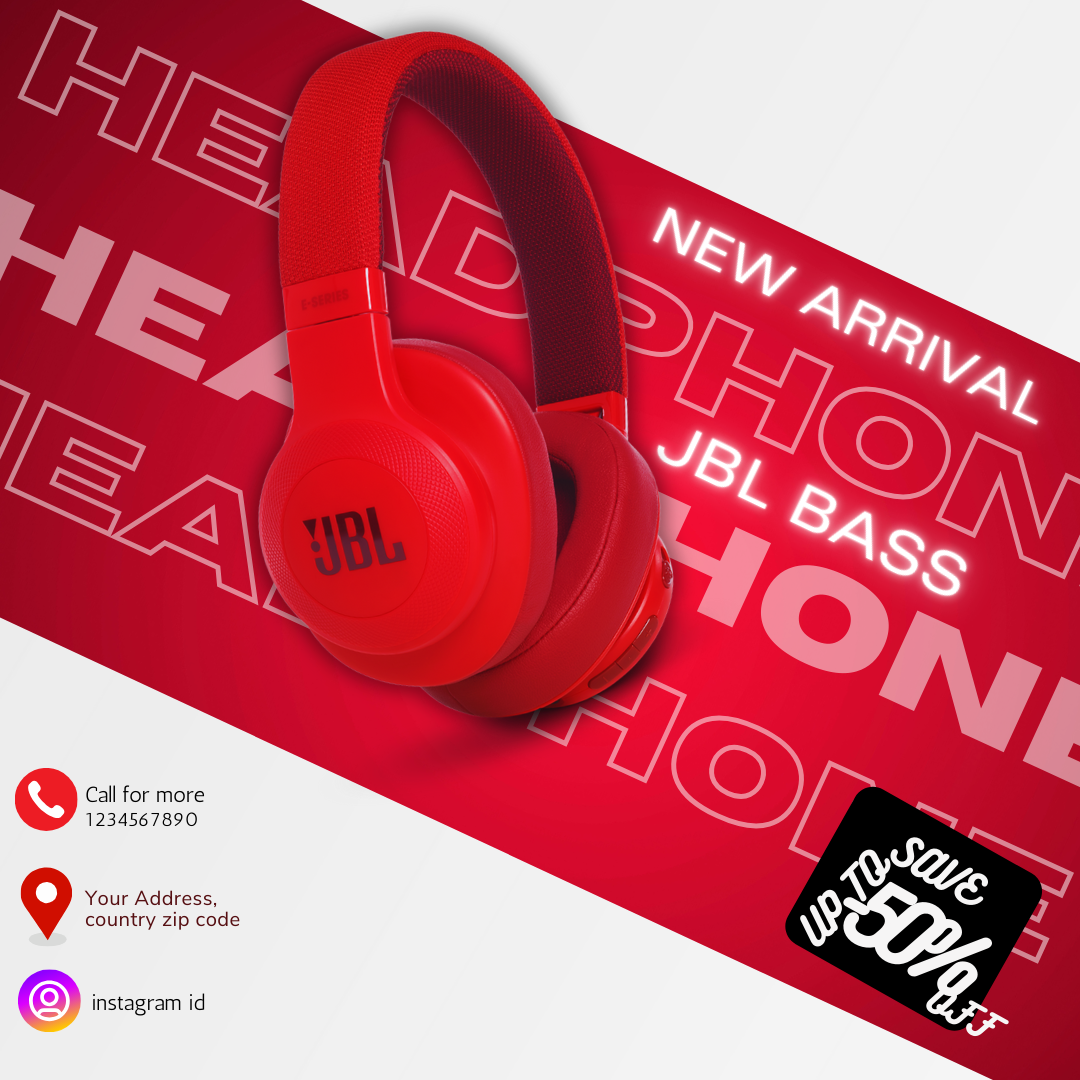 HEADPHONE
HEADPHONE
HEADPHONE
E-SERIES
JBL
NEW ARRIVAL
JBL BASS
Call for more
1234567890
Your Address,
country zip code
instagram id
SAVE
UP TO
50%
OFF